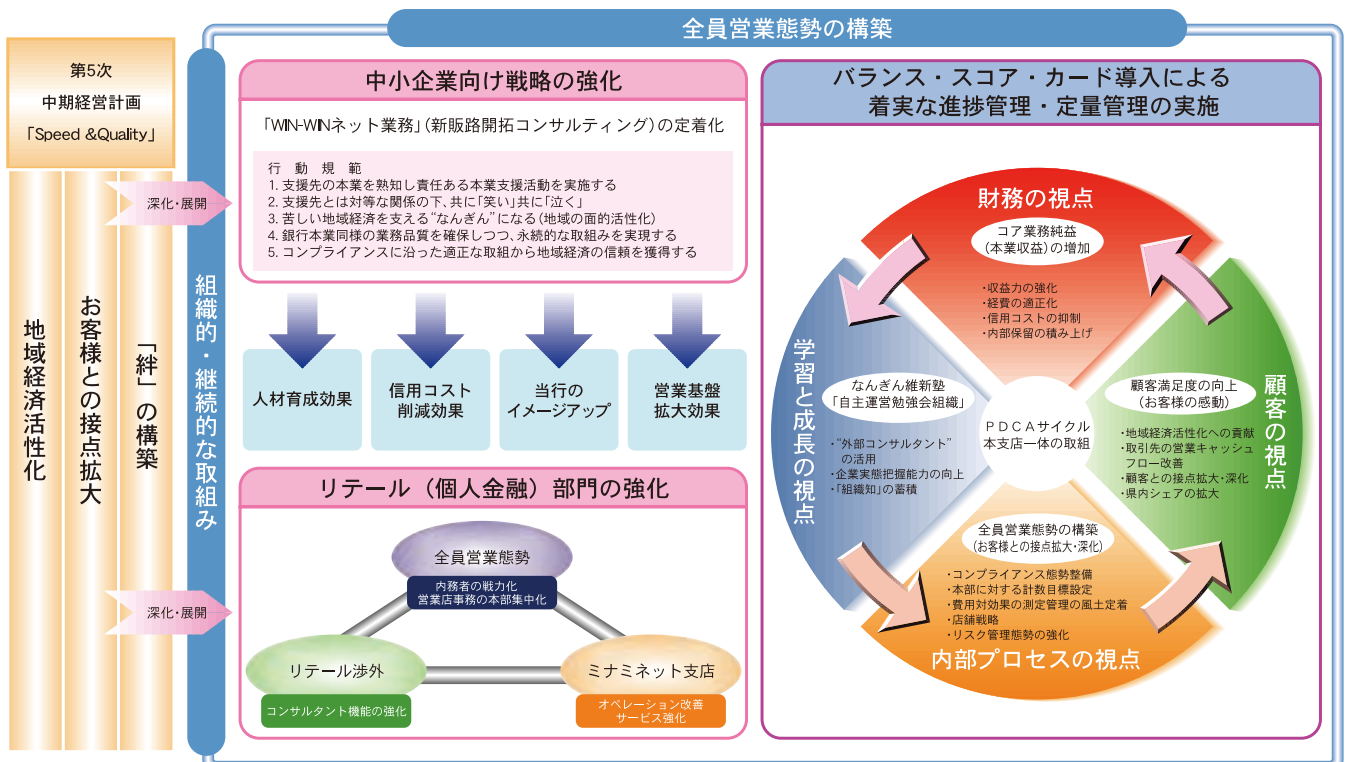 全員営業態勢の構築
第5次
中期経営計画
「Speed &Quality」
地域経済活性化
お客様との接点拡大
「絆」の構築
深化・展開
深化・展開
組織的・継続的な取組み
中小企業向け戦略の強化
「WIN-WINネット業務」(新販路開拓コンサルティング)の定着化
行動規範
1. 支援先の本業を熟知し責任ある本業支援活動を実施する
2. 支援先とは対等な関係の下、共に「笑い」共に「泣く」
3. 苦しい地域経済を支える“なんぎん”になる(地域の面的活性化)
4. 銀行本業同様の業務品質を確保しつつ、永続的な取組みを実現する
5. コンプライアンスに沿った適正な取組から地域経済の信頼を獲得する
人材育成効果
信用コスト
削減効果
当行の
イメージアップ
営業基盤
拡大効果
リテール（個人金融）部門の強化
全員営業態勢
内務者の戦力化
営業店事務の本部集中化
リテール渉外
コンサルタント機能の強化
ミナミネット支店
オペレーション改善
サービス強化
バランス・スコア・カード導入による
着実な進捗管理・定量管理の実施
財務の視点
コア業務純益
(本業収益)の増加
・収益力の強化
・経費の適正化
・信用コストの抑制
・内部保留の積み上げ
学習と成長の視点
なんぎん維新塾
「自主運営勉強会組織」
・“外部コンサルタント”
の活用
・企業実態把握能力の向上
・「組織知」の蓄積
PDCAサイクル
本支店一体の取組
顧客の視点
顧客満足度の向上
(お客様の感動)
・地域経済活性化への貢献
・取引先の営業キャッシュ
フロー改善
・顧客との接点拡大・深化
・県内シェアの拡大
全員営業態勢の構築
(お客様との接点拡大・深化)
・コンプライアンス態勢整備
・本部に対する計数目標設定
・費用対効果の測定管理の風土定着
・店舗戦略
・リスク管理態勢の強化
内部プロセスの視点